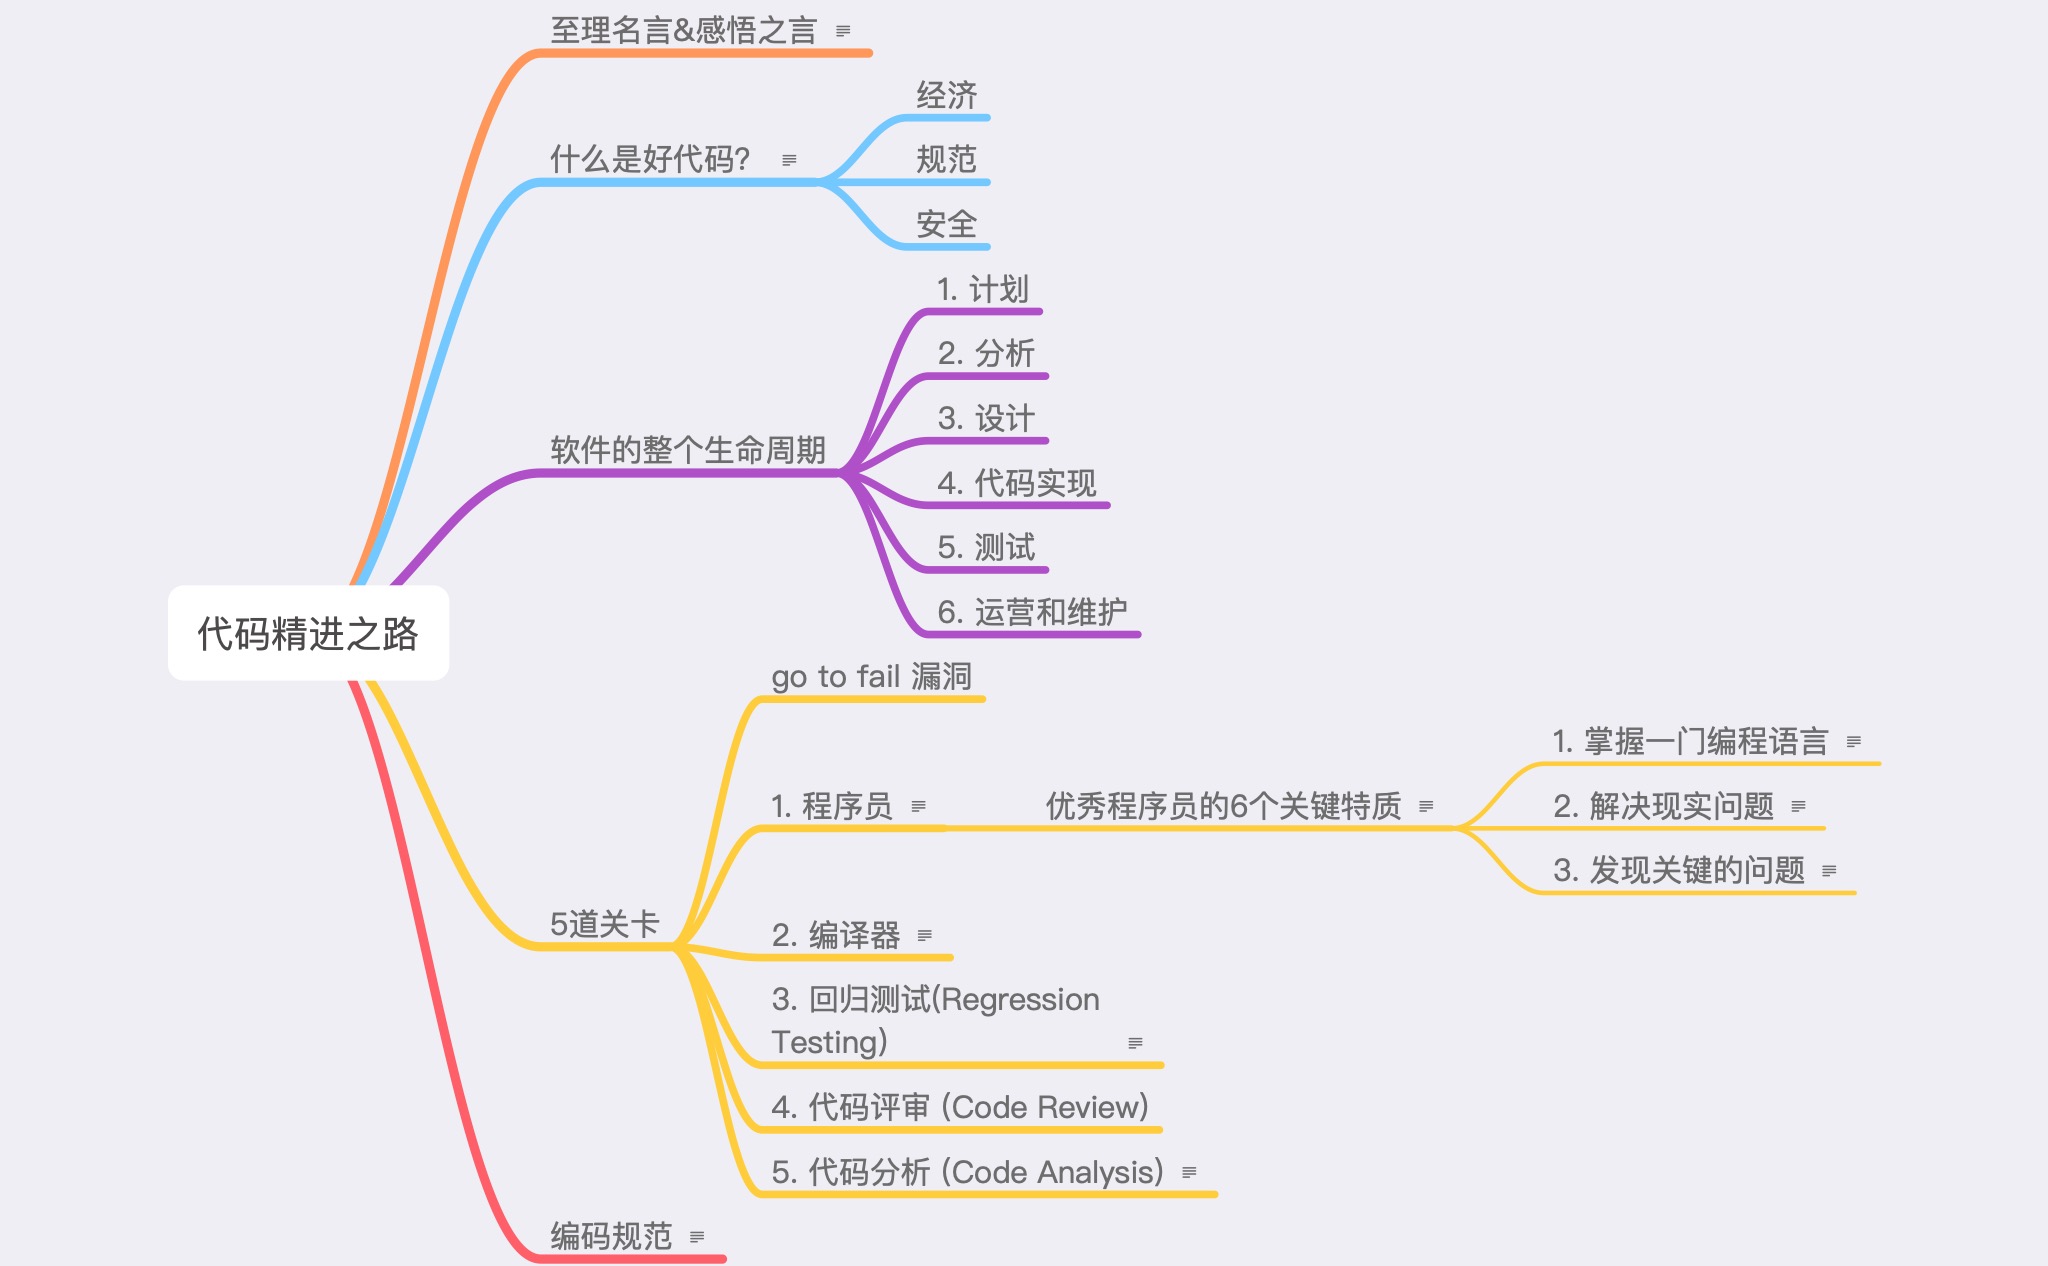 至理名言&感悟之言
经济
什么是好代码?
规范
安全
1. 计划
2. 分析
3. 设计
软件的整个生命周期
4. 代码实现
5. 测试
6. 运营和维护
代码精进之路
go to fail 漏洞
1. 掌握一门编程语言
1. 程序员
优秀程序员的6个关键特质
2. 解决现实问题
3. 发现关键的问题
5道关卡
2. 编译器
3. 回归测试(Regression
Testing)
4. 代码评审 (Code Review)
5. 代码分析 (Code Analysis)
编码规范